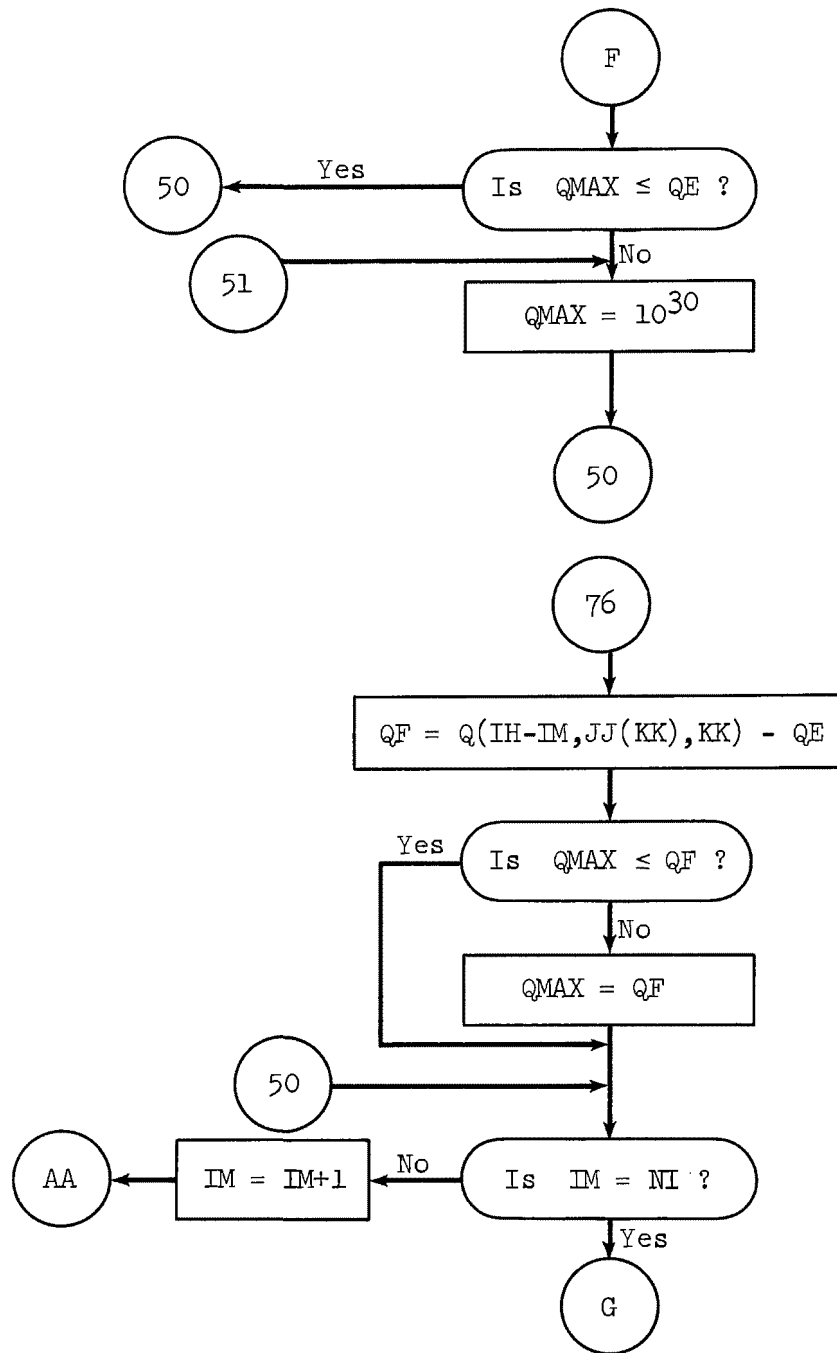 F
Is QMAX ≤ QE ?
Yes
50
No
51
QMAX = 10^30
50
76
QF = Q(IH-IM,JJ(KK),KK) - QE
Is QMAX ≤ QF ?
Yes
No
QMAX = QF
50
Is IM = NI ?
No
IM = IM+1
AA
Yes
G